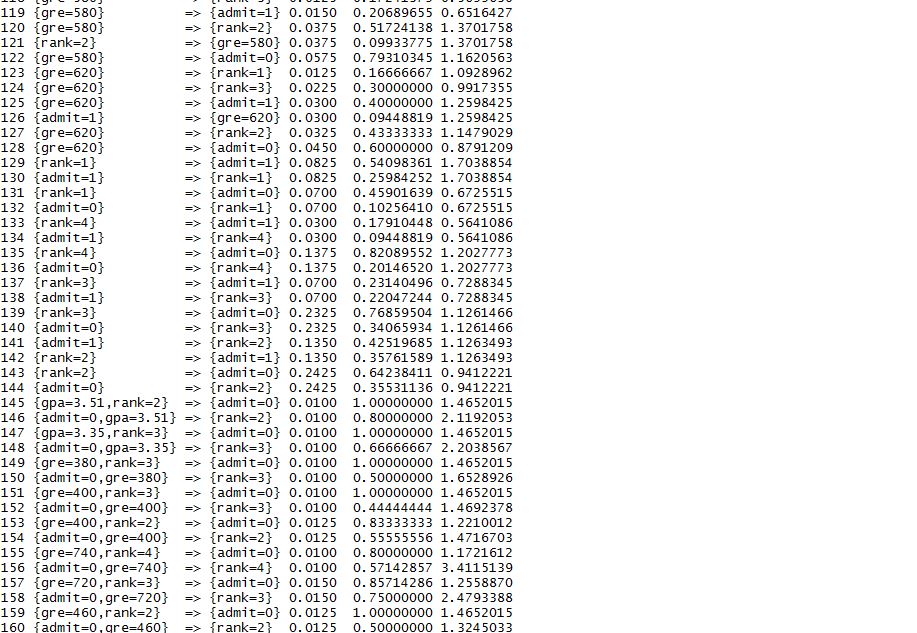 119 {gre=580} => {admit=1} 0.0150 0.20689655 0.6516427
120 {gre=580} => {rank=2} 0.0375 0.51724138 1.3701758
121 {rank=2} => {gre=580} 0.0375 0.09933775 1.3701758
122 {gre=580} => {admit=0} 0.0575 0.79310345 1.1620563
123 {gre=620} => {rank=1} 0.0125 0.16666667 1.0928962
124 {gre=620} => {rank=3} 0.0225 0.30000000 0.9917355
125 {gre=620} => {admit=1} 0.0300 0.40000000 1.2598425
126 {admit=1} => {gre=620} 0.0300 0.09448819 1.2598425
127 {gre=620} => {rank=2} 0.0325 0.43333333 1.1479029
128 {gre=620} => {admit=0} 0.0450 0.60000000 0.8791209
129 {rank=1} => {admit=1} 0.0825 0.54098361 1.7038854
130 {admit=1} => {rank=1} 0.0825 0.25984252 1.7038854
131 {rank=1} => {admit=0} 0.0700 0.45901639 0.6725515
132 {admit=0} => {rank=1} 0.0700 0.10256410 0.6725515
133 {rank=4} => {admit=1} 0.0300 0.17910448 0.5641086
134 {admit=1} => {rank=4} 0.0300 0.09448819 0.5641086
135 {rank=4} => {admit=0} 0.1375 0.82089552 1.2027773
136 {admit=0} => {rank=4} 0.1375 0.20146520 1.2027773
137 {rank=3} => {admit=1} 0.0700 0.23140496 0.7288345
138 {admit=1} => {rank=3} 0.0700 0.22047244 0.7288345
139 {rank=3} => {admit=0} 0.2325 0.76859504 1.1261466
140 {admit=0} => {rank=3} 0.2325 0.34065934 1.1261466
141 {admit=1} => {rank=2} 0.1350 0.42519685 1.1263493
142 {rank=2} => {admit=1} 0.1350 0.35761589 1.1263493
143 {rank=2} => {admit=0} 0.2425 0.64238411 0.9412221
144 {admit=0} => {rank=2} 0.2425 0.35531136 0.9412221
145 {gpa=3.51,rank=2} => {admit=0} 0.0100 1.00000000 1.4652015
146 {admit=0,gpa=3.51} => {rank=2} 0.0100 0.80000000 2.1192053
147 {gpa=3.35,rank=3} => {admit=0} 0.0100 1.00000000 1.4652015
148 {admit=0,gpa=3.35} => {rank=3} 0.0100 0.66666667 2.2038567
149 {gre=380,rank=3} => {admit=0} 0.0100 1.00000000 1.4652015
150 {admit=0,gre=380} => {rank=3} 0.0100 0.50000000 1.6528926
151 {gre=400,rank=3} => {admit=0} 0.0100 1.00000000 1.4652015
152 {admit=0,gre=400} => {rank=3} 0.0100 0.44444444 1.4692378
153 {gre=400,rank=2} => {admit=0} 0.0125 0.83333333 1.2210012
154 {admit=0,gre=400} => {rank=2} 0.0125 0.55555556 1.4716703
155 {gre=740,rank=4} => {admit=0} 0.0100 0.80000000 1.1721612
156 {admit=0,gre=740} => {rank=4} 0.0100 0.57142857 3.4115139
157 {gre=720,rank=3} => {admit=0} 0.0150 0.85714286 1.2558870
158 {admit=0,gre=720} => {rank=3} 0.0150 0.75000000 2.4793388
159 {gre=460,rank=2} => {admit=0} 0.0125 1.00000000 1.4652015
160 {admit=0,gre=460} => {rank=2} 0.0125 0.50000000 1.3245033